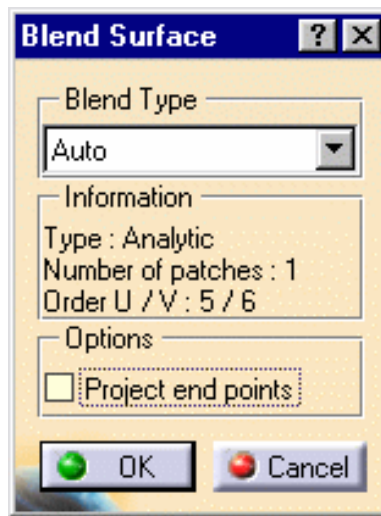 Blend Surface ? X
Blend Type
Auto
Information
Type : Analytic
Number of patches : 1
Order U / V : 5 / 6
Options
Project end points
OK Cancel